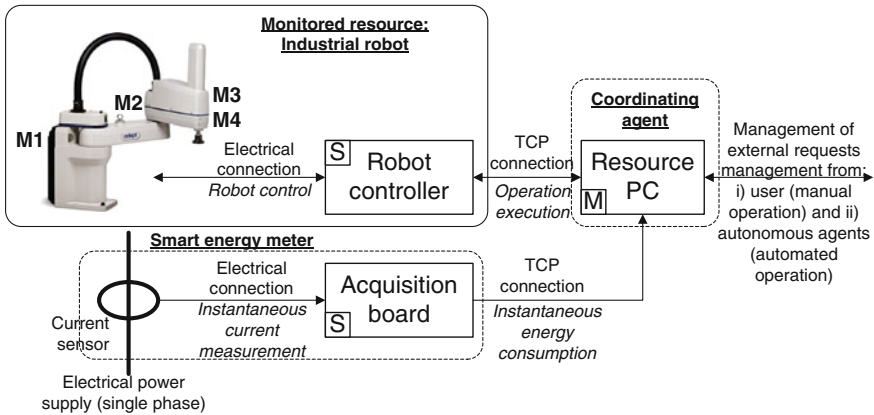 Monitored resource:
Industrial robot
M1
M2
M3
M4
adept
Electrical
connection
Robot control
S
Robot
controller
TCP
connection
Operation
execution
Coordinating
agent
Resource
PC
M
Management of
external requests
management from:
i) user (manual
operation) and ii)
autonomous agents
(automated
operation)
Smart energy meter
Current
sensor
Electrical
connection
Instantaneous
current
measurement
Acquisition
board
S
TCP
connection
Instantaneous
energy
consumption
Electrical power
supply (single phase)